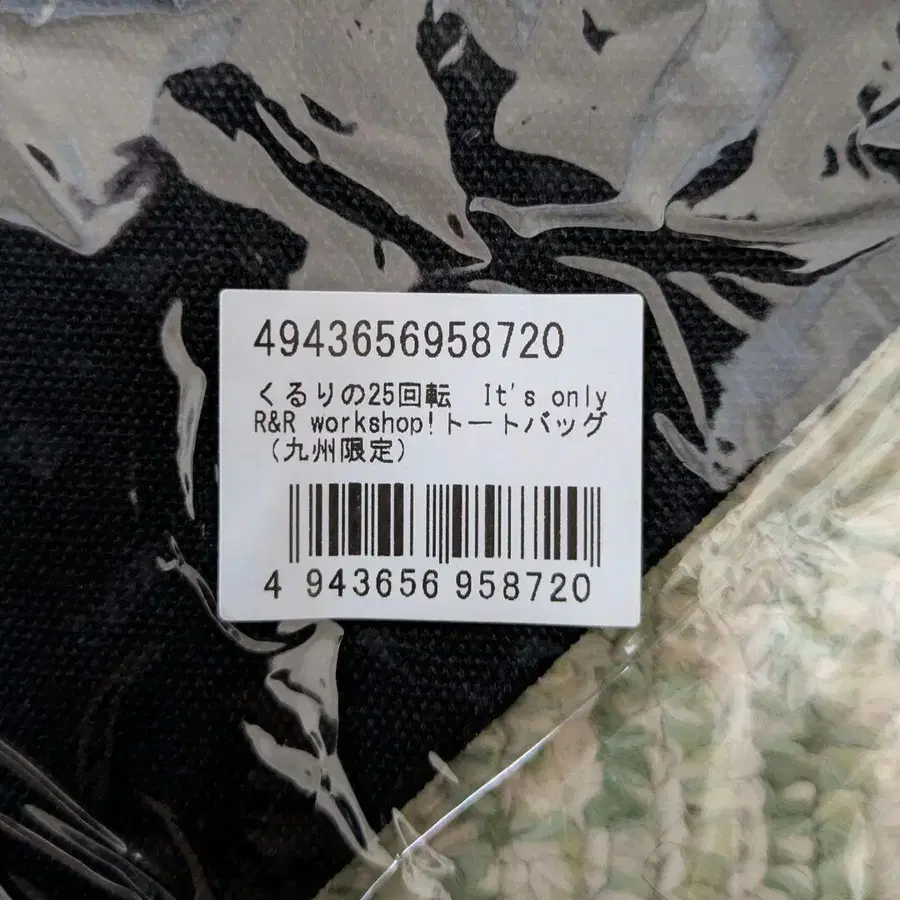 4943656958720
くるりの25回転　It's only
R&R workshop!トートバッグ
（九州限定）
4 943656 958720